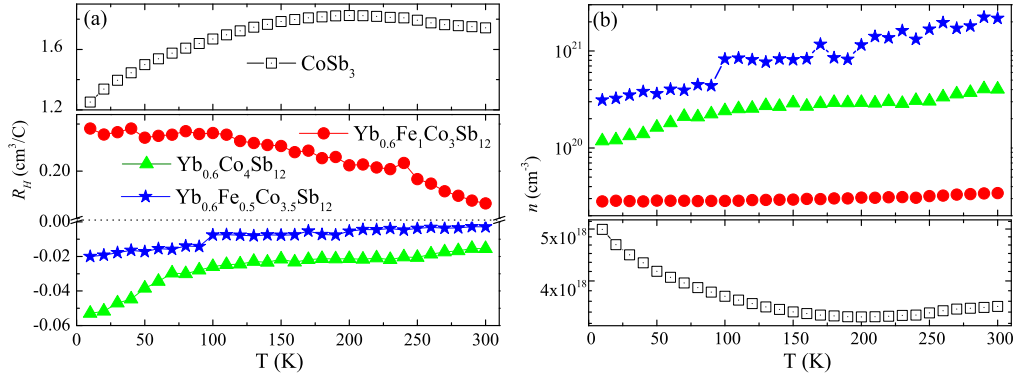 (a)
1.8
1.2
CoSb3
RH (cm3/C)
0.20
0.00
-0.02
-0.04
-0.06
Yb0.6Fe1Co3Sb12
Yb0.6Co4Sb12
Yb0.6Fe0.5Co3.5Sb12
0 50 100 150 200 250 300
T (K)
(b)
10^21
10^20
n (cm-3)
5x10^18
4x10^18
0 50 100 150 200 250 300
T (K)